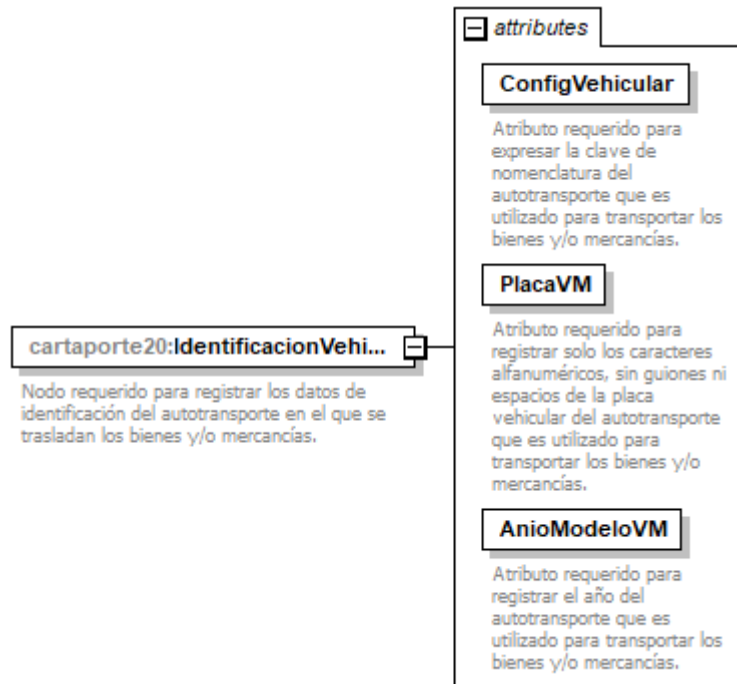 attributes
ConfigVehicular
Atributo requerido para
expresar la clave de
nomenclatura del
autotransporte que es
utilizado para transportar los
bienes y/o mercancías.
PlacaVM
Atributo requerido para
registrar solo los caracteres
alfanuméricos, sin guiones ni
espacios de la placa
vehicular del autotransporte
que es utilizado para
transportar los bienes y/o
mercancías.
cartaporte20:IdentificacionVehi...
Nodo requerido para registrar los datos de
identificación del autotransporte en el que se
trasladan los bienes y/o mercancías.
AnioModeloVM
Atributo requerido para
registrar el año del
autotransporte que es
utilizado para transportar los
bienes y/o mercancías.